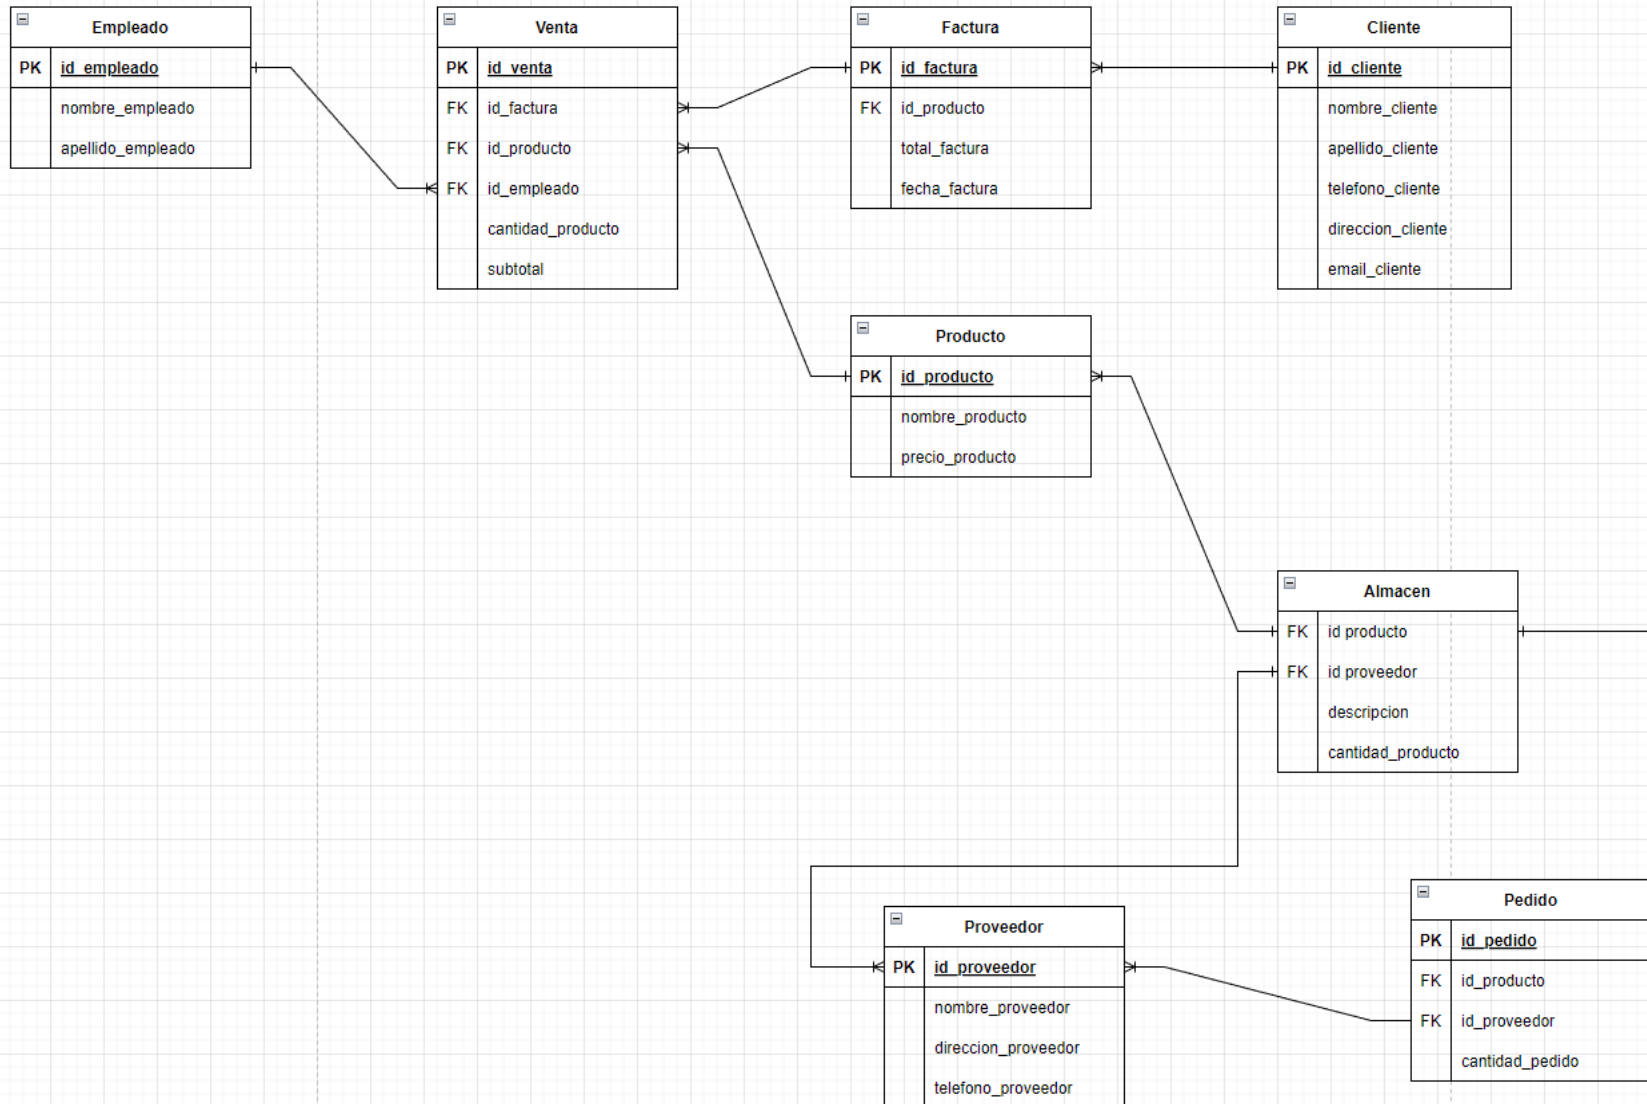 Empleado
PK id_empleado
nombre_empleado
apellido_empleado
Venta
PK id_venta
FK id_factura
FK id_producto
FK id_empleado
cantidad_producto
subtotal
Factura
PK id_factura
FK id_producto
total_factura
fecha_factura
Cliente
PK id_cliente
nombre_cliente
apellido_cliente
telefono_cliente
direccion_cliente
email_cliente
Producto
PK id_producto
nombre_producto
precio_producto
Almacen
FK id producto
FK id proveedor
descripcion
cantidad_producto
Proveedor
PK id_proveedor
nombre_proveedor
direccion_proveedor
telefono_proveedor
Pedido
PK id_pedido
FK id_producto
FK id_proveedor
cantidad_pedido